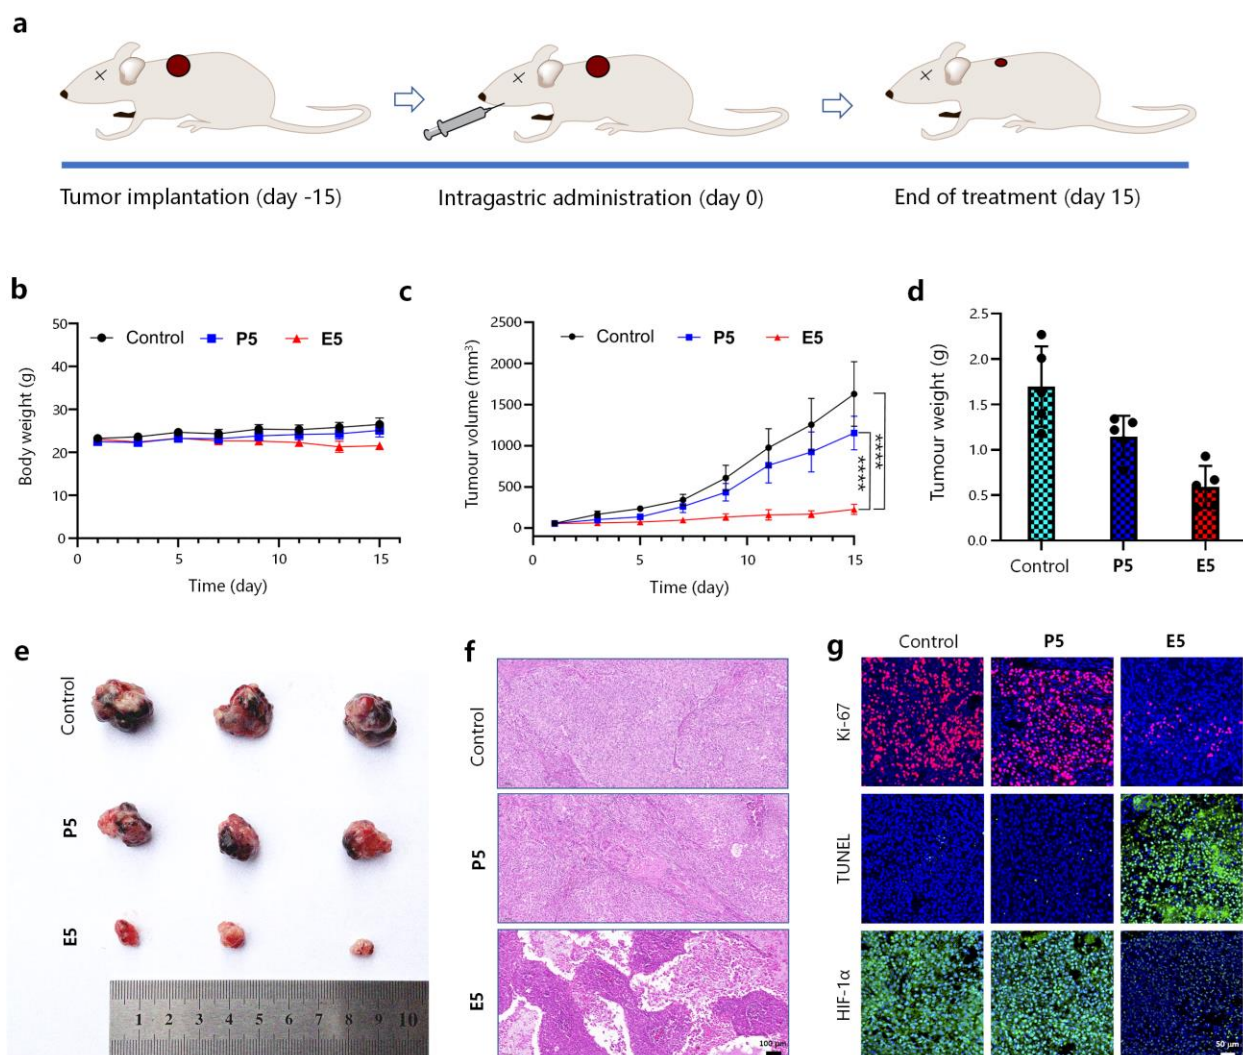 a
Tumor implantation (day -15)
Intragastric administration (day 0)
End of treatment (day 15)
b
Control P5 E5
Body weight (g)
50
40
30
20
10
0
0 5 10 15
Time (day)
c
Control P5 E5
Tumour volume (mm³)
2500
2000
1500
1000
500
0
0 5 10 15
****
****
Time (day)
d
Tumour weight (g)
2.5
2.0
1.5
1.0
0.5
0.0
Control P5 E5
e
Control
P5
E5
1 2 3 4 5 6 7 8 9 10
f
Control
P5
E5
100 μm
g
Control P5 E5
Ki-67
TUNEL
HIF-1α
50 μm